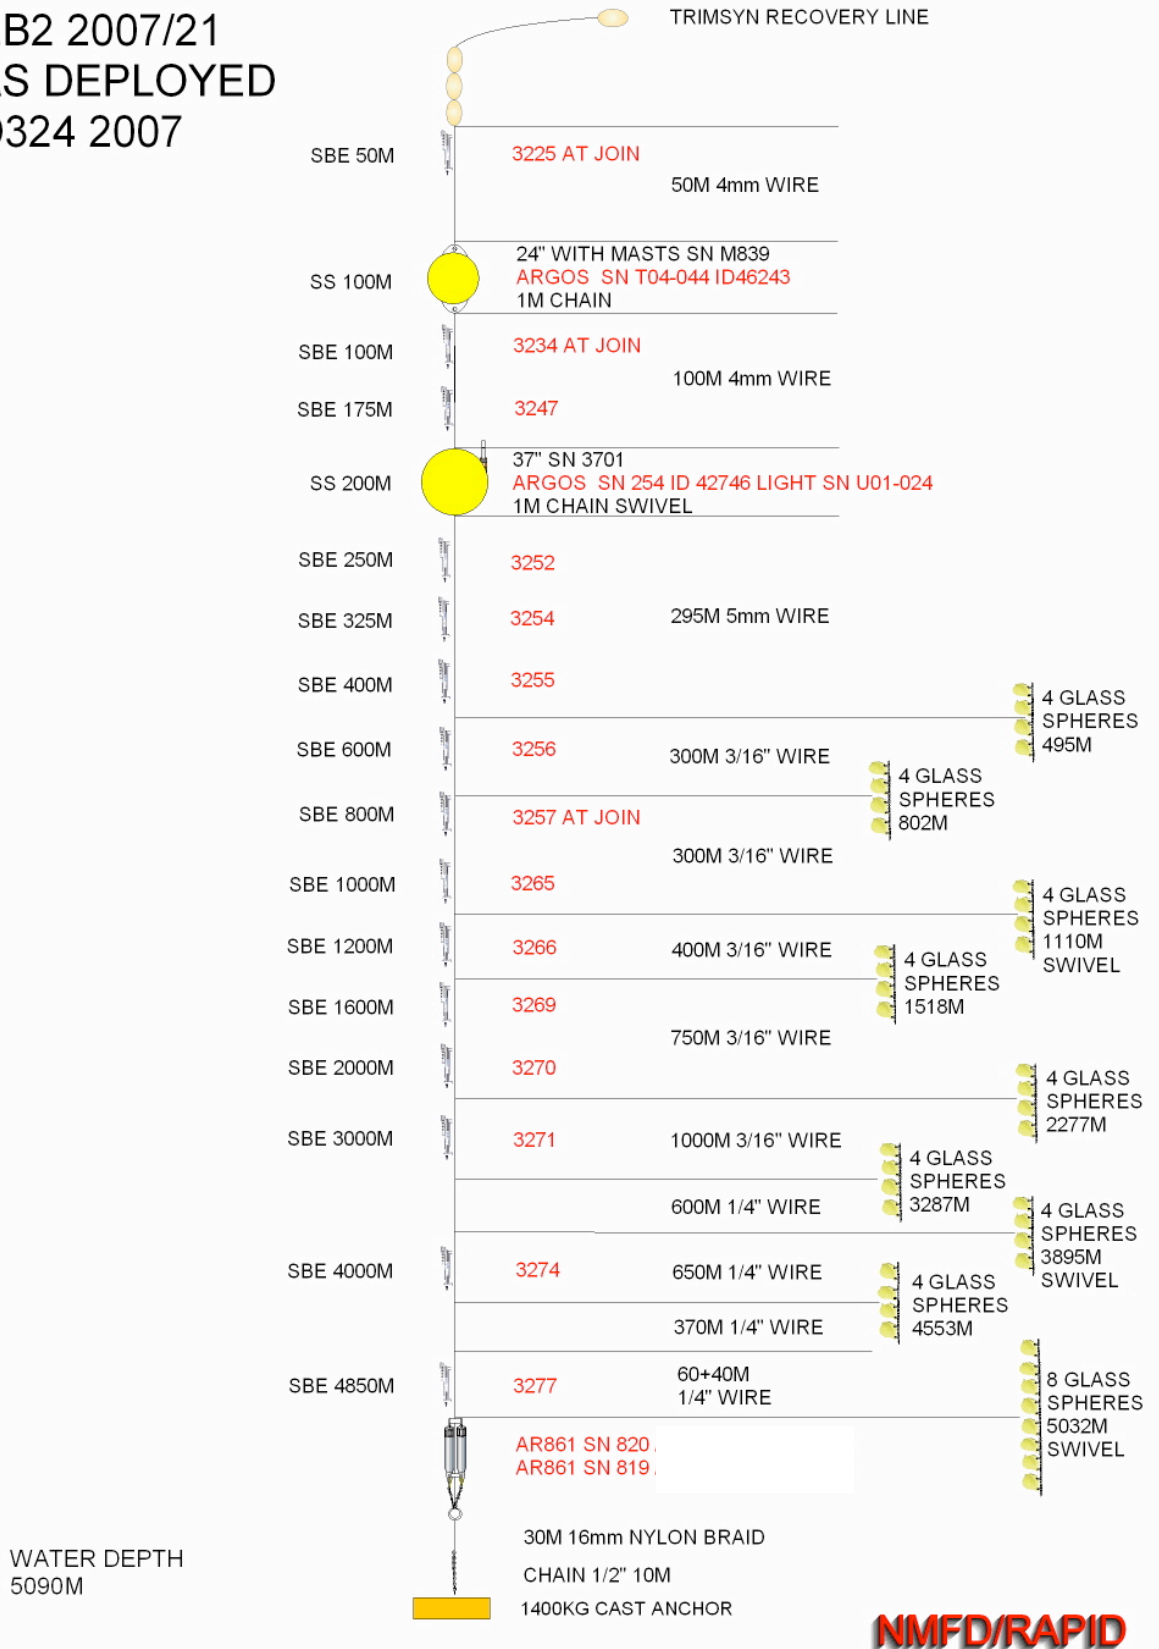 B2 2007/21
S DEPLOYED
324 2007
TRIMSYN RECOVERY LINE
SBE 50M
3225 AT JOIN
50M 4mm WIRE
24" WITH MASTS SN M839
SS 100M
ARGOS SN T04-044 ID46243
1M CHAIN
SBE 100M
3234 AT JOIN
100M 4mm WIRE
SBE 175M
3247
37" SN 3701
SS 200M
ARGOS SN 254 ID 42746 LIGHT SN U01-024
1M CHAIN SWIVEL
SBE 250M
3252
SBE 325M
3254
295M 5mm WIRE
SBE 400M
3255
4 GLASS
SPHERES
495M
SBE 600M
3256
300M 3/16" WIRE
4 GLASS
SPHERES
802M
SBE 800M
3257 AT JOIN
300M 3/16" WIRE
SBE 1000M
3265
4 GLASS
SPHERES
1110M
SWIVEL
SBE 1200M
3266
400M 3/16" WIRE
4 GLASS
SPHERES
1518M
SBE 1600M
3269
750M 3/16" WIRE
SBE 2000M
3270
4 GLASS
SPHERES
2277M
SBE 3000M
3271
1000M 3/16" WIRE
4 GLASS
SPHERES
3287M
600M 1/4" WIRE
4 GLASS
SPHERES
3895M
SWIVEL
SBE 4000M
3274
650M 1/4" WIRE
4 GLASS
SPHERES
4553M
370M 1/4" WIRE
SBE 4850M
3277
60+40M
1/4" WIRE
8 GLASS
SPHERES
5032M
SWIVEL
AR861 SN 820
AR861 SN 819
30M 16mm NYLON BRAID
WATER DEPTH
5090M
CHAIN 1/2" 10M
1400KG CAST ANCHOR
NMFD/RAPID